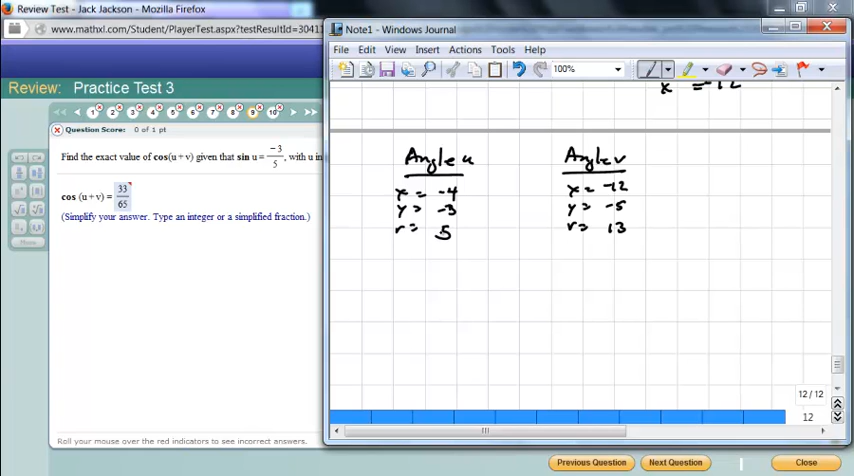 Review Test - Jack Jackson - Mozilla Firefox
www.mathxl.com/Student/PlayerTest.aspx?testResultId=3041
Review: Practice Test 3
1 2 3 4 5 6 7 8 9 10
Question Score: 0 of 1 pt
Find the exact value of cos(u+v) given that sin u = -3/5, with u in
cos (u+v) = 33/65
(Simplify your answer. Type an integer or a simplified fraction.)
More
Roll your mouse over the red indicators to see incorrect answers.
Note1 - Windows Journal
File Edit View Insert Actions Tools Help
100%
x = -12
Angle u Angle v
x = -4 x = -12
y = -3 y = -5
r = 5 r = 13
12 / 12
12
Previous Question Next Question Close